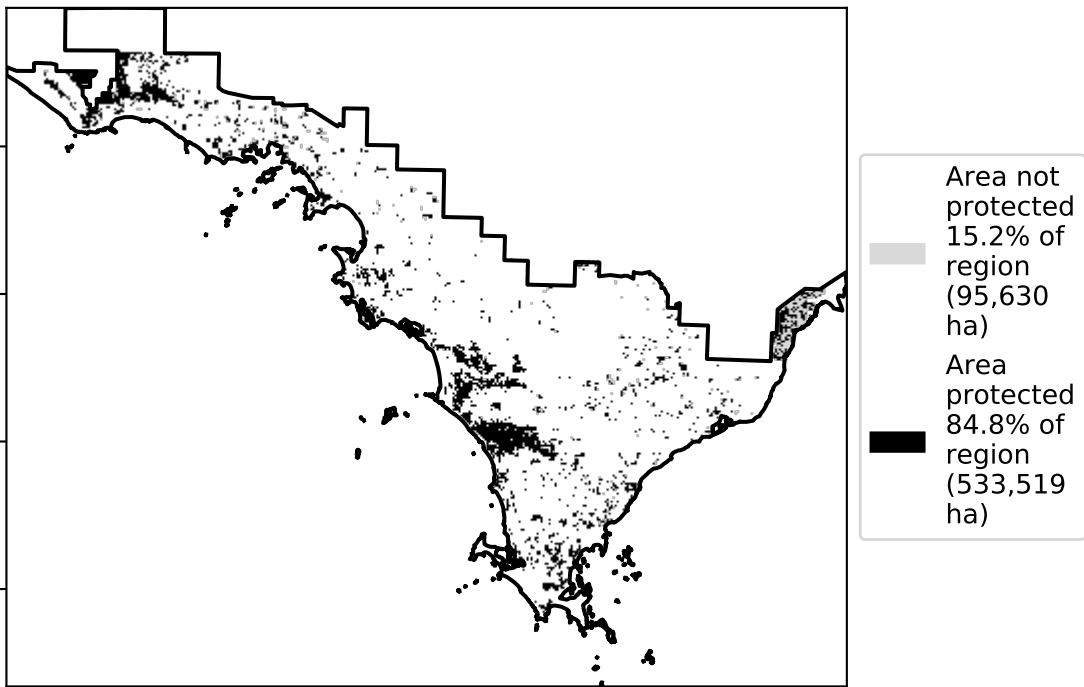 Area not
protected
15.2% of
region
(95,630
ha)
Area
protected
84.8% of
region
(533,519
ha)